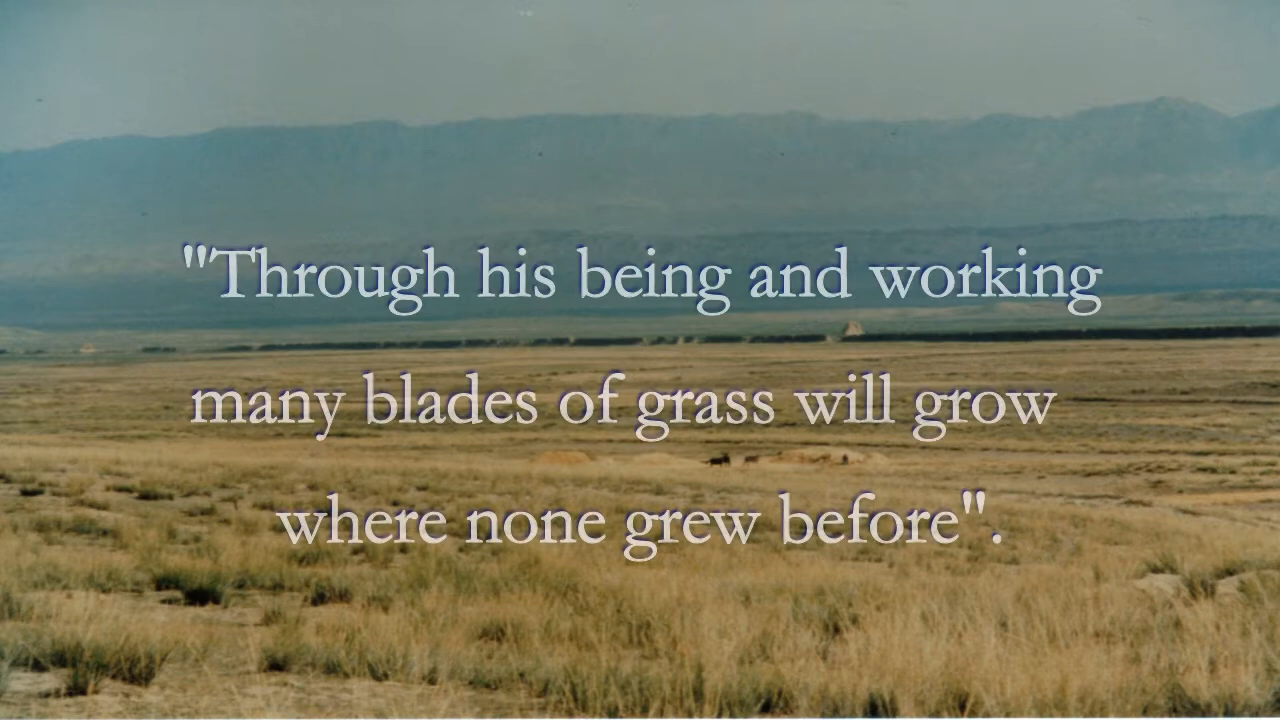 "Through his being and working
many blades of grass will grow
where none grew before".